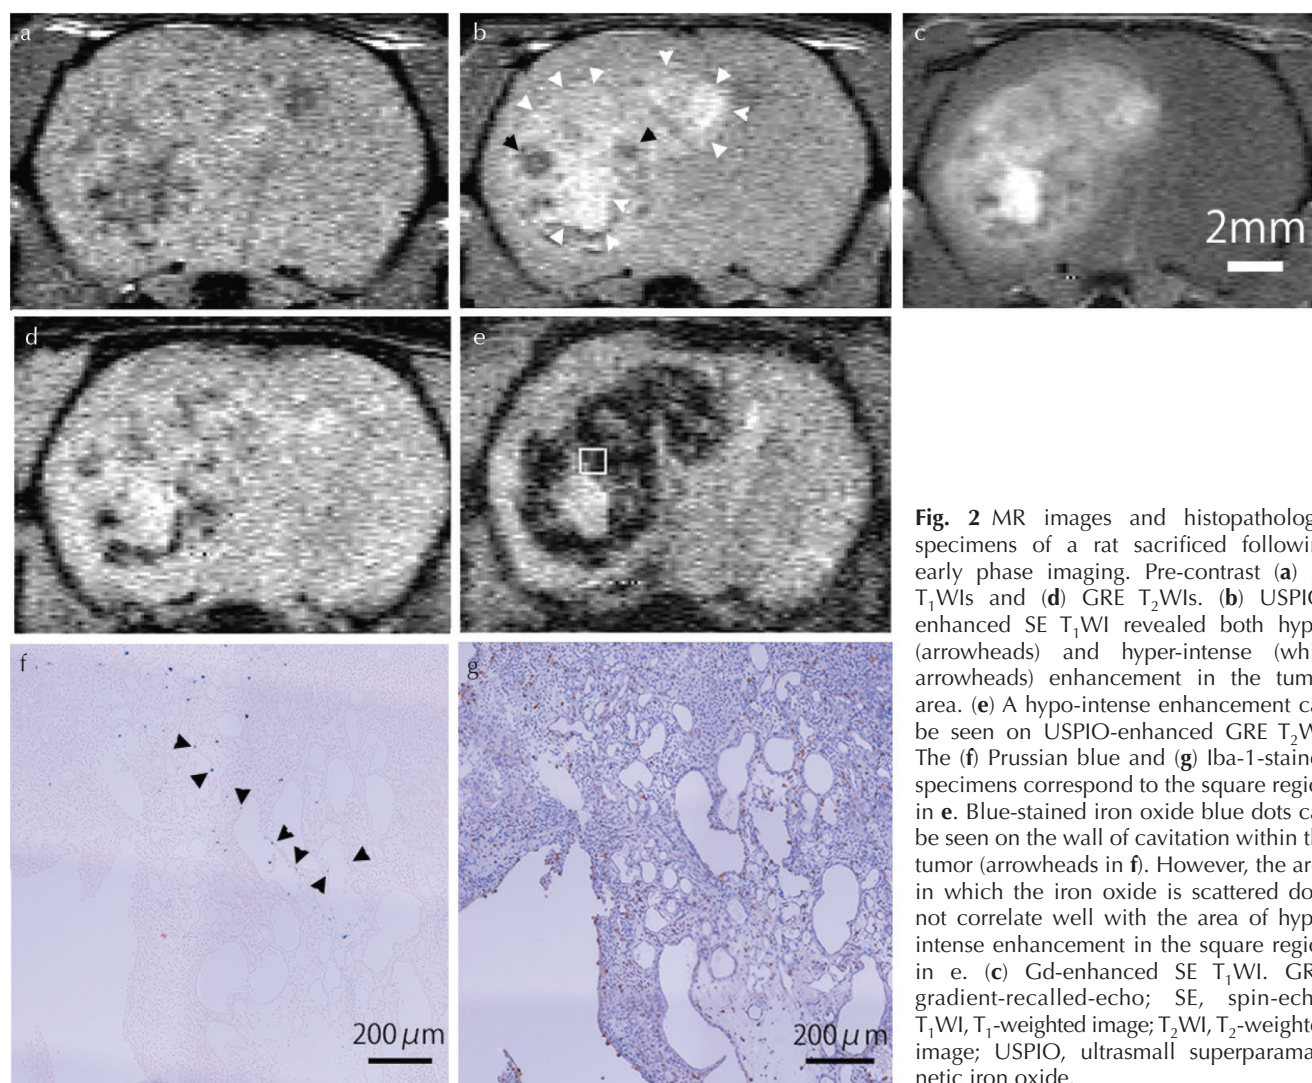 a
b
c
2mm
d
e
f
200 μm
g
200 μm
Fig. 2 MR images and histopatholog
specimens of a rat sacrificed followin
early phase imaging. Pre-contrast (a)
T₁WIs and (d) GRE T₂WIs. (b) USPIO
enhanced SE T₁WI revealed both hyp
(arrowheads) and hyper-intense (whi
arrowheads) enhancement in the tum
area. (e) A hypo-intense enhancement ca
be seen on USPIO-enhanced GRE T₂W
The (f) Prussian blue and (g) Iba-1-staine
specimens correspond to the square regio
in e. Blue-stained iron oxide blue dots ca
be seen on the wall of cavitation within th
tumor (arrowheads in f). However, the are
in which the iron oxide is scattered do
not correlate well with the area of hyp
intense enhancement in the square regio
in e. (c) Gd-enhanced SE T₁WI. GR
gradient-recalled-echo; SE, spin-ech
T₁WI, T₁-weighted image; T₂WI, T₂-weighte
image; USPIO, ultrasmall superparama
netic iron oxide.